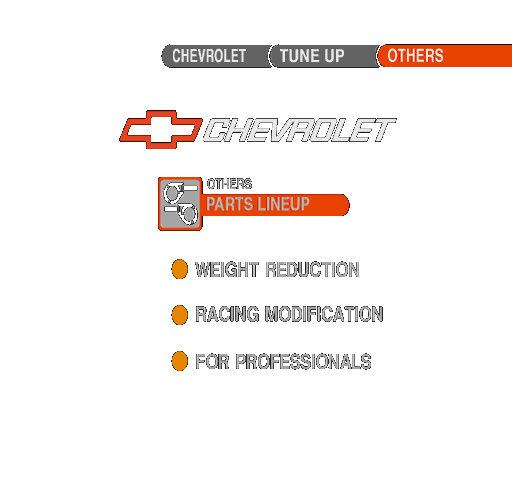 CHEVROLET TUNE UP OTHERS
CHEVROLET
OTHERS
PARTS LINEUP
WEIGHT REDUCTION
RACING MODIFICATION
FOR PROFESSIONALS